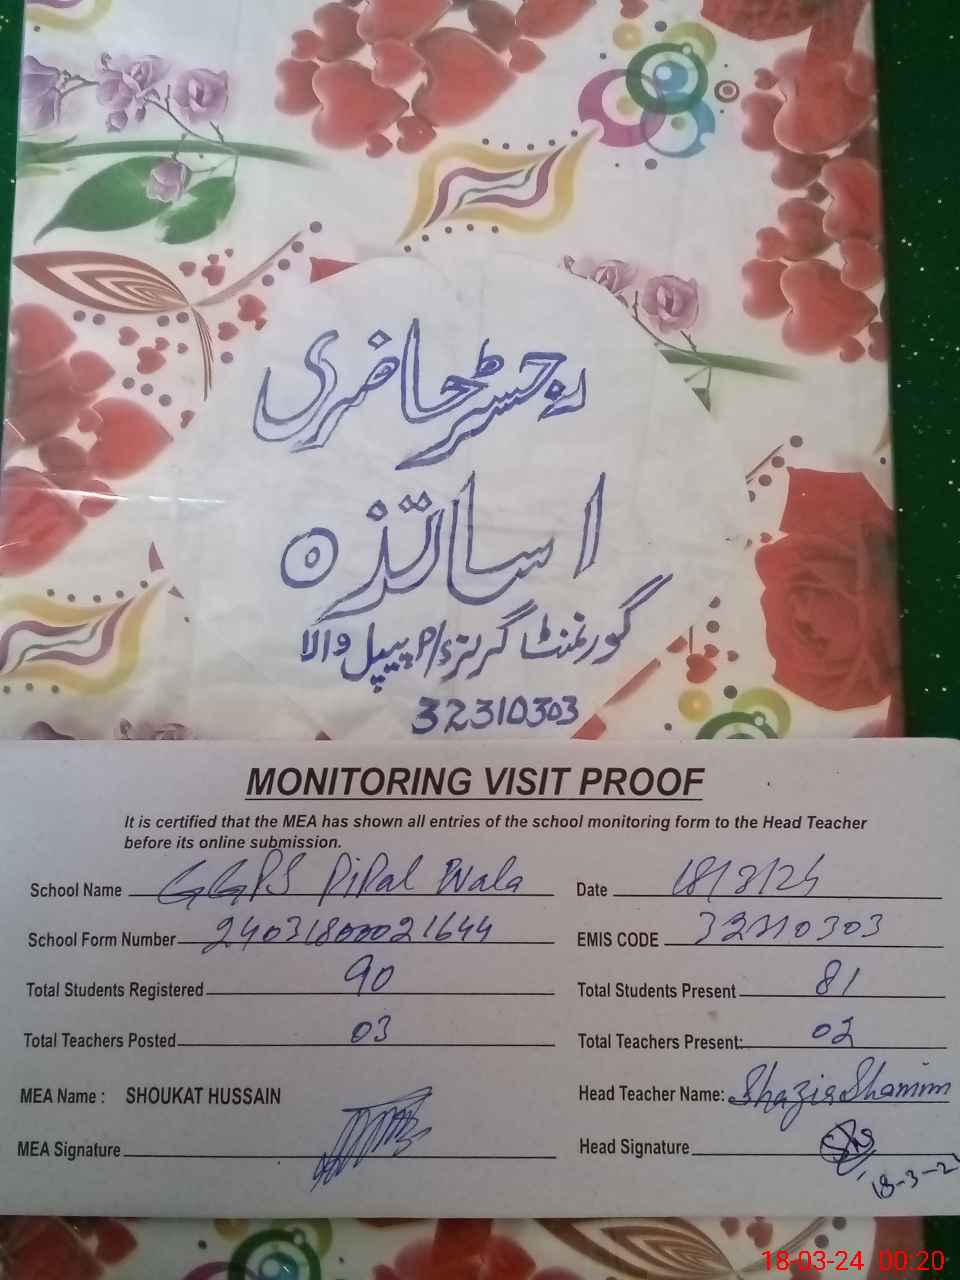 رجسٹر حاضری
اساتذہ
گورنمنٹ گرلز p/s پیپل والا
32310303
MONITORING VISIT PROOF
It is certified that the MEA has shown all entries of the school monitoring form to the Head Teacher
before its online submission.
School Name GGPS Pipal Wala Date 18/3/24
School Form Number 24031800021644 EMIS CODE 32310303
Total Students Registered 90 Total Students Present 81
Total Teachers Posted 03 Total Teachers Present: 02
MEA Name : SHOUKAT HUSSAIN Head Teacher Name: Shazia Shamim
MEA Signature Head Signature
18-3-2
18-03-24 00:20